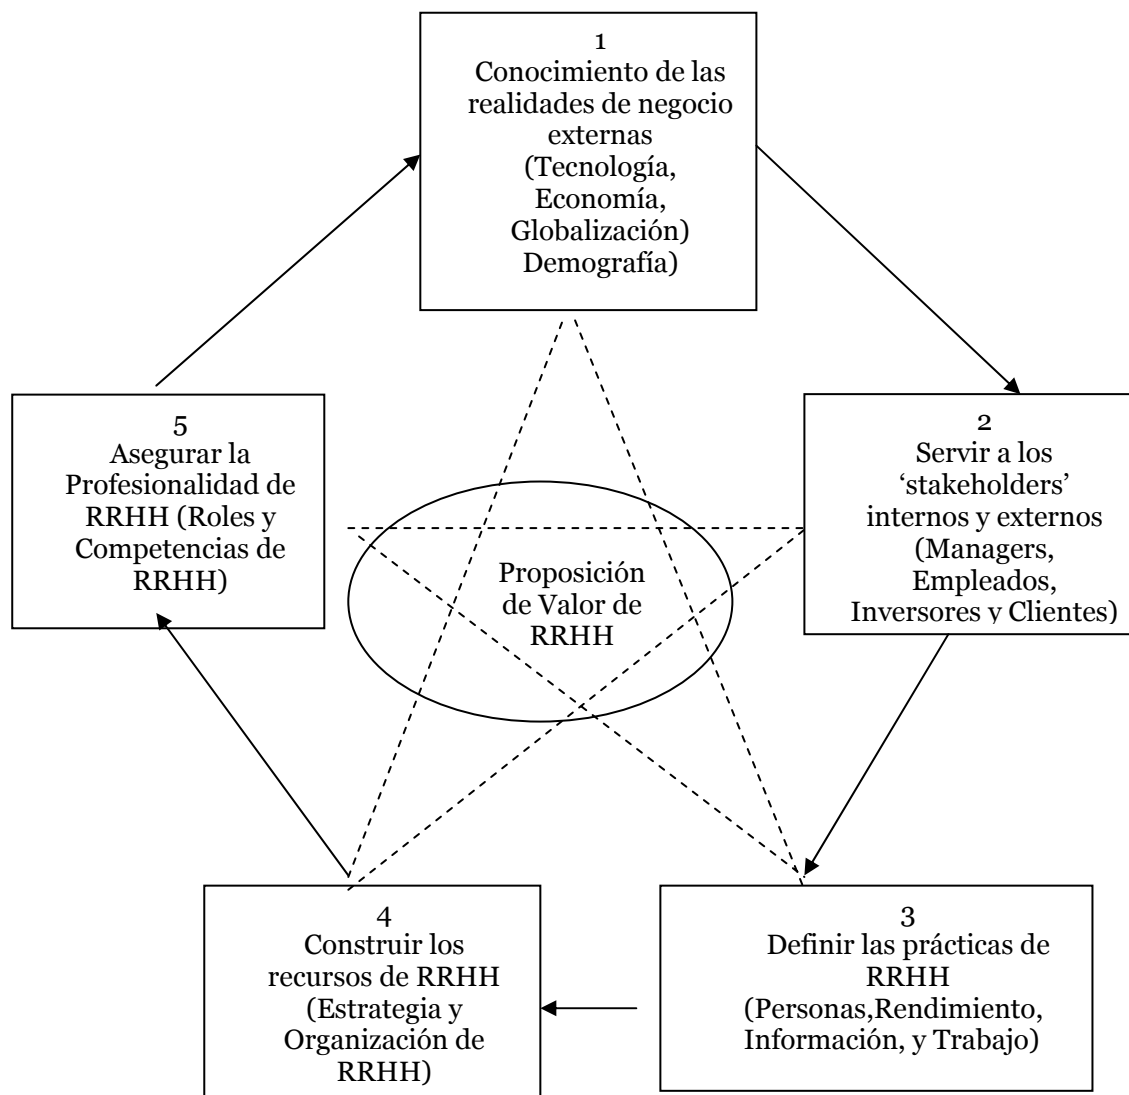 1
Conocimiento de las
realidades de negocio
externas
(Tecnología,
Economía,
Globalización)
Demografía)
2
Servir a los
‘stakeholders’
internos y externos
(Managers,
Empleados,
Inversores y Clientes)
3
Definir las prácticas de
RRHH
(Personas,Rendimiento,
Información, y Trabajo)
4
Construir los
recursos de RRHH
(Estrategia y
Organización de
RRHH)
5
Asegurar la
Profesionalidad de
RRHH (Roles y
Competencias de
RRHH)
Proposición
de Valor de
RRHH